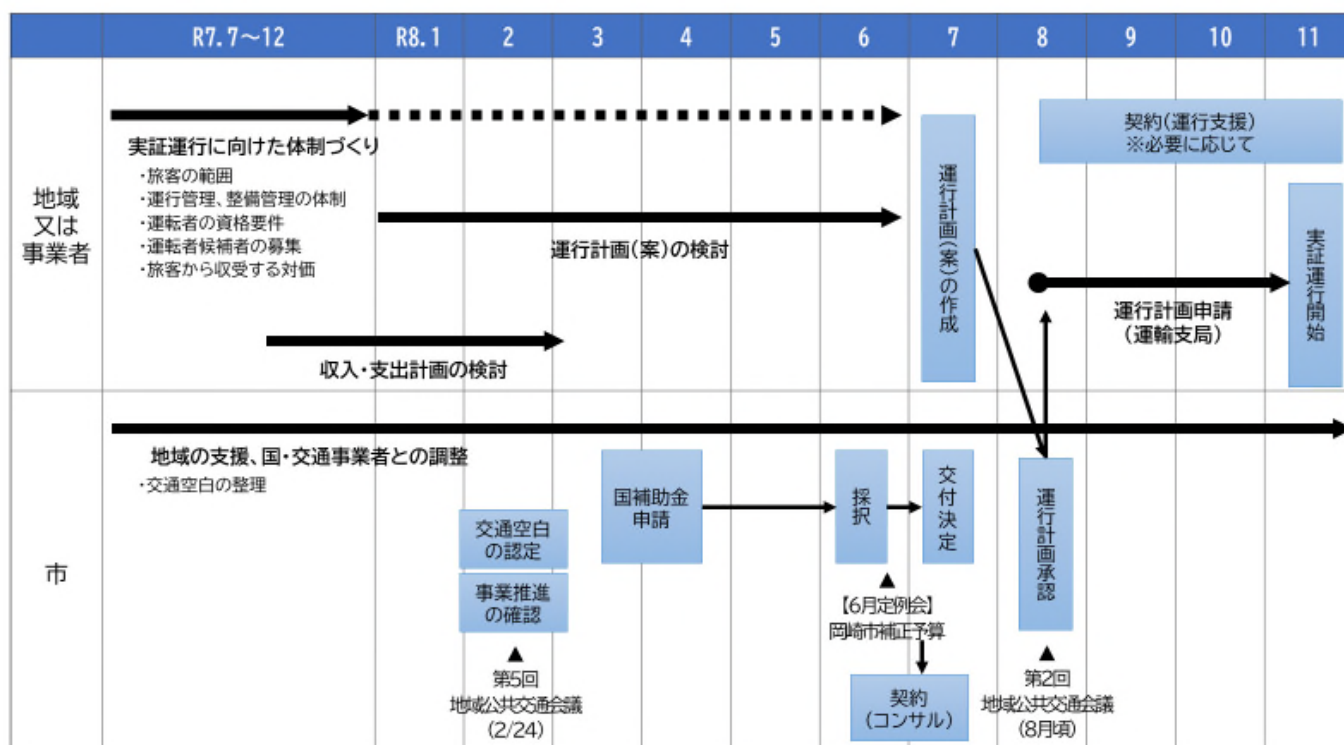 R7.7～12
R8.1
2
3
4
5
6
7
8
9
10
11
地域
又は
事業者
実証運行に向けた体制づくり
・旅客の範囲
・運行管理、整備管理の体制
・運転者の資格要件
・運転者候補者の募集
・旅客から収受する対価
運行計画(案)の検討
収入・支出計画の検討
運行計画(案)の作成
契約(運行支援)
※必要に応じて
運行計画申請
(運輸支局)
実証運行開始
市
地域の支援、国・交通事業者との調整
・交通空白の整理
交通空白
の認定
事業推進
の確認
▲
第5回
地域公共交通会議
(2/24)
国補助金
申請
採択
交付決定
▲
【6月定例会】
岡崎市補正予算
契約
(コンサル)
運行計画承認
▲
第2回
地域公共交通会議
(8月頃)